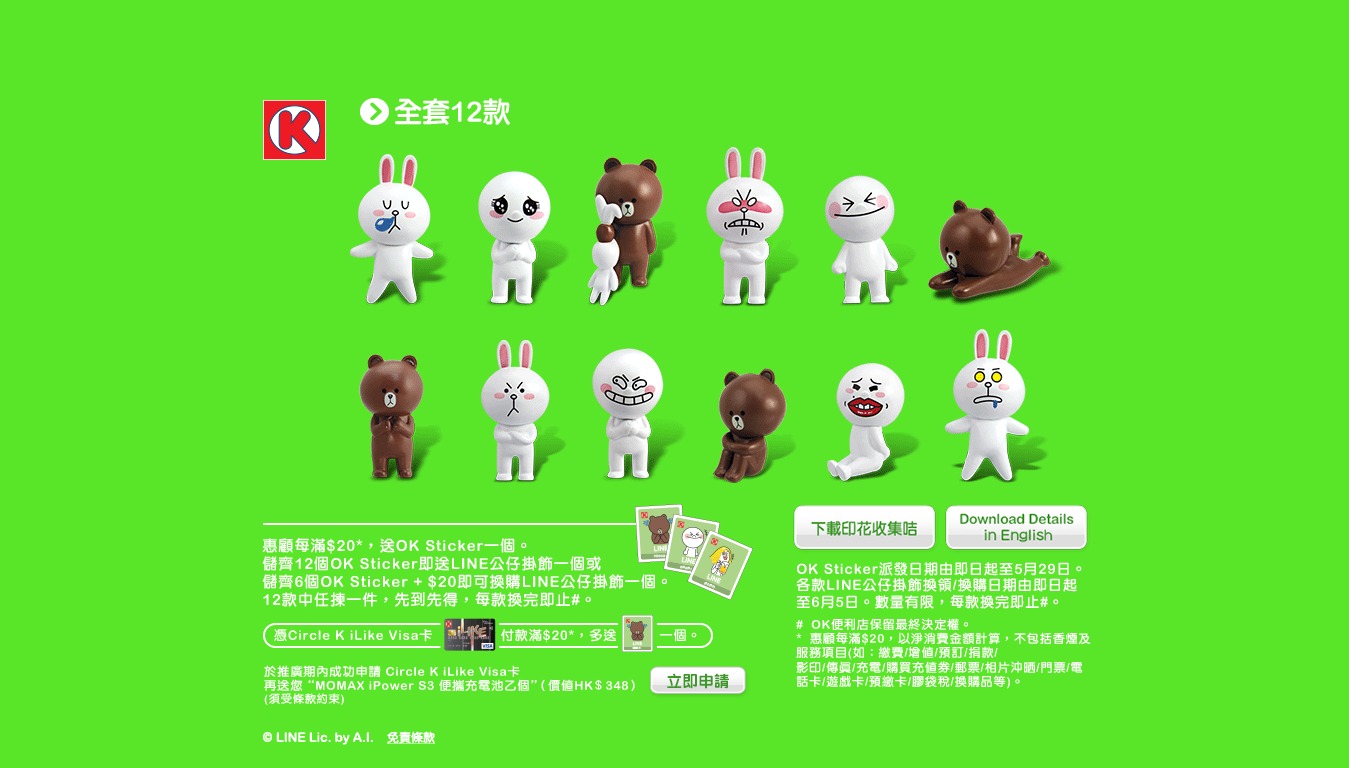 K
全套12款
惠顧每滿$20*，送OK Sticker一個。
儲齊12個OK Sticker即送LINE公仔掛飾一個或
儲齊6個OK Sticker + $20即可換購LINE公仔掛飾一個。
12款中任揀一件，先到先得，每款換完即止#。
LINE
LINE
LINE
憑Circle K iLike Visa卡
iLIKE
VISA
付款滿$20*，多送
LINE
一個。
於推廣期內成功申請 Circle K iLike Visa卡
再送您 “MOMAX iPower S3 便攜充電池乙個” ( 價值HK$ 348 )
(須受條款約束)
立即申請
© LINE Lic. by A.I. 免責條款
下載印花收集咭
Download Details
in English
OK Sticker派發日期由即日起至5月29日。
各款LINE公仔掛飾換領/換購日期由即日起
至6月5日。數量有限，每款換完即止#。
# OK便利店保留最終決定權。
* 惠顧每滿$20，以淨消費金額計算，不包括香煙及
服務項目(如：繳費/增值/預訂/捐款/
影印/傳真/充電/購買充值券/郵票/相片沖晒/門票/電
話卡/遊戲卡/預繳卡/膠袋稅/換購品等)。